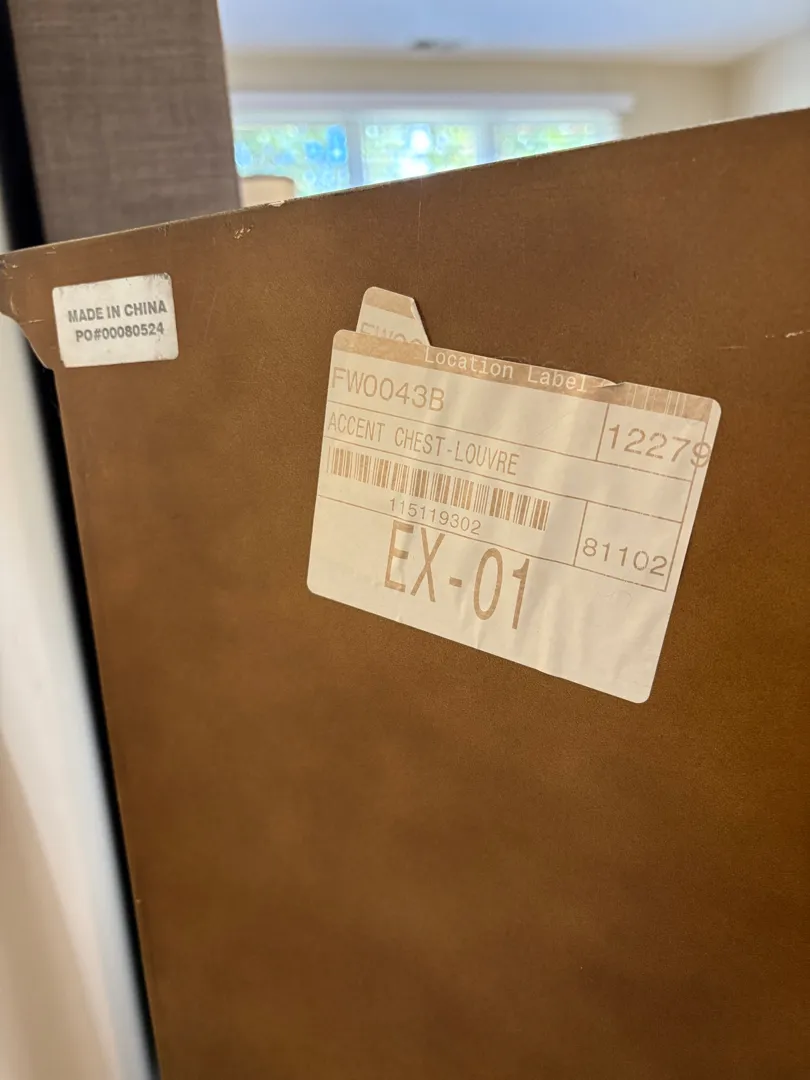 MADE IN CHINA
PO#00080524
Location Label
FW0043B
12279
ACCENT CHEST-LOUVRE
115119302
81102
EX-01